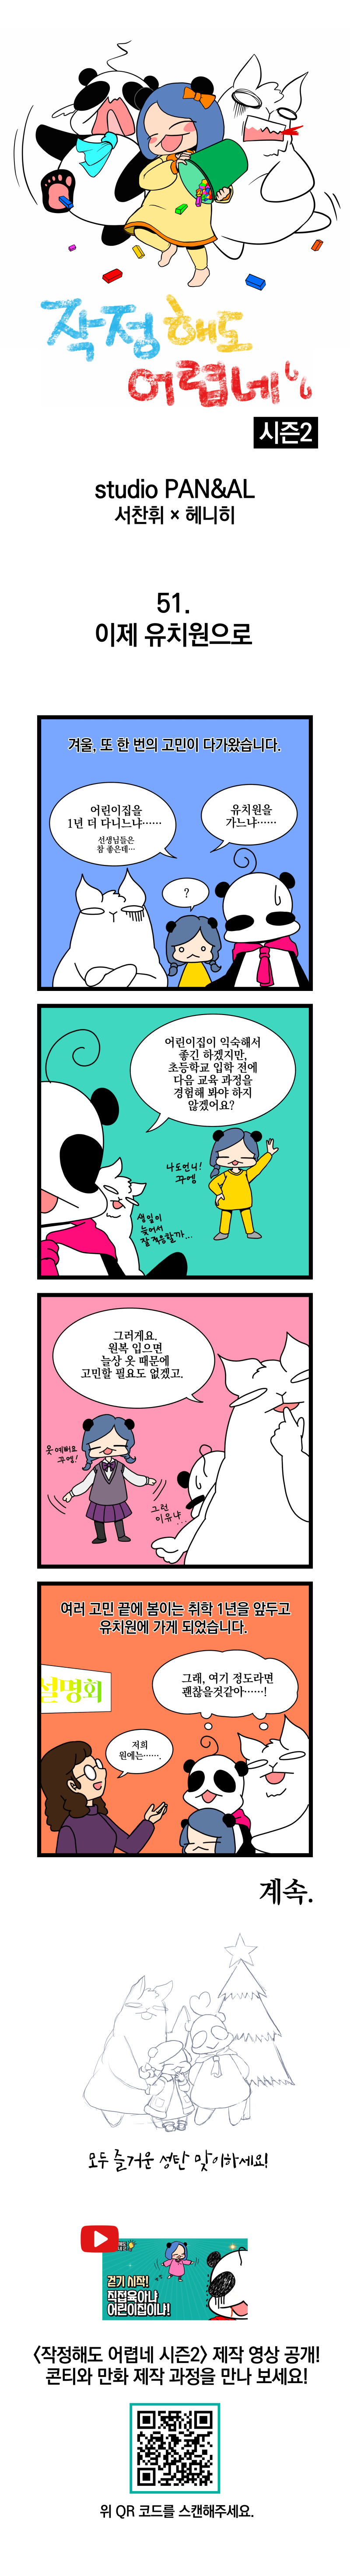 작정해도
어렵네
시즌2
studio PAN&AL
서찬휘 × 헤니히
51.
이제 유치원으로
겨울, 또 한 번의 고민이 다가왔습니다.
어린이집을
1년 더 다니느냐……
선생님들은
참 좋은데…
유치원을
가느냐……
?
어린이집이 익숙해서
좋긴 하겠지만,
초등학교 입학 전에
다음 교육 과정을
경험해 봐야 하지
않겠어요?
나도언니!
꾸엥
생일이
늦어서
잘 적응할까...
그러게요.
원복 입으면
늘상 옷 때문에
고민할 필요도 없겠고.
옷예뻐요
꾸엥!
그런
이유냐...
여러 고민 끝에 봄이는 취학 1년을 앞두고
유치원에 가게 되었습니다.
설명회
그래, 여기 정도라면
괜찮을것같아……!
저희
원에는…….
계속.
모두 즐거운 성탄 맞이하세요!
걷기 시작!
직접육아냐
어린이집이냐!
<작정해도 어렵네 시즌2> 제작 영상 공개!
콘티와 만화 제작 과정을 만나 보세요!
위 QR 코드를 스캔해주세요.